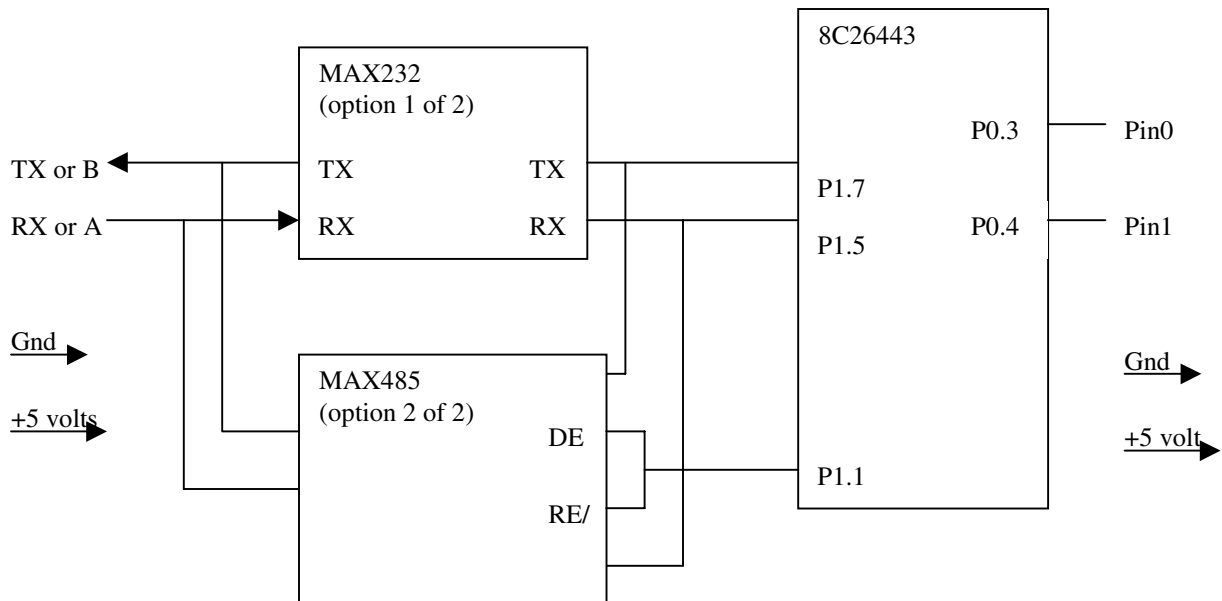 8C26443
MAX232
(option 1 of 2)
P0.3
Pin0
TX or B
TX
TX
P1.7
RX or A
RX
RX
P0.4
Pin1
P1.5
Gnd
Gnd
MAX485
(option 2 of 2)
+5 volts
DE
+5 volt
P1.1
RE/